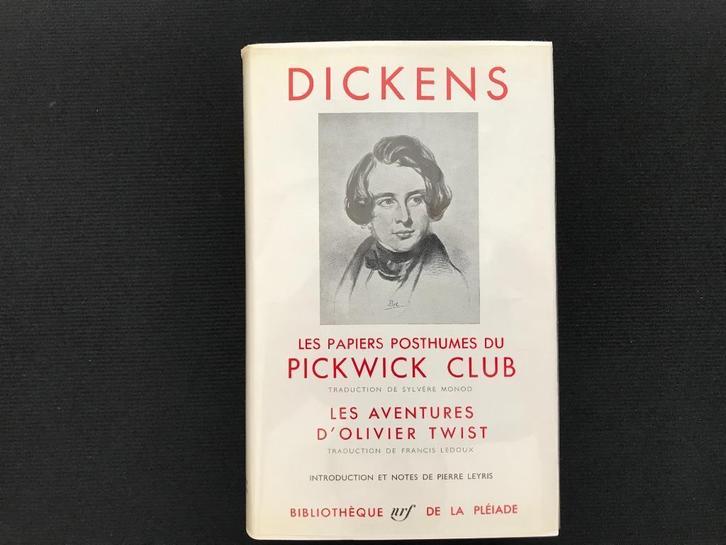 DICKENS
LES PAPIERS POSTHUMES DU
PICKWICK CLUB
TRADUCTION DE SYLVÈRE MONOD
LES AVENTURES
D'OLIVIER TWIST
TRADUCTION DE FRANCIS LEDOUX
INTRODUCTION ET NOTES DE PIERRE LEYRIS
BIBLIOTHÈQUE nrf DE LA PLÉIADE